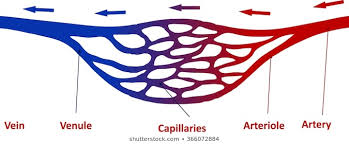 Vein
Venule
Capillaries
Arteriole
Artery
shutterstock.com • 366072884